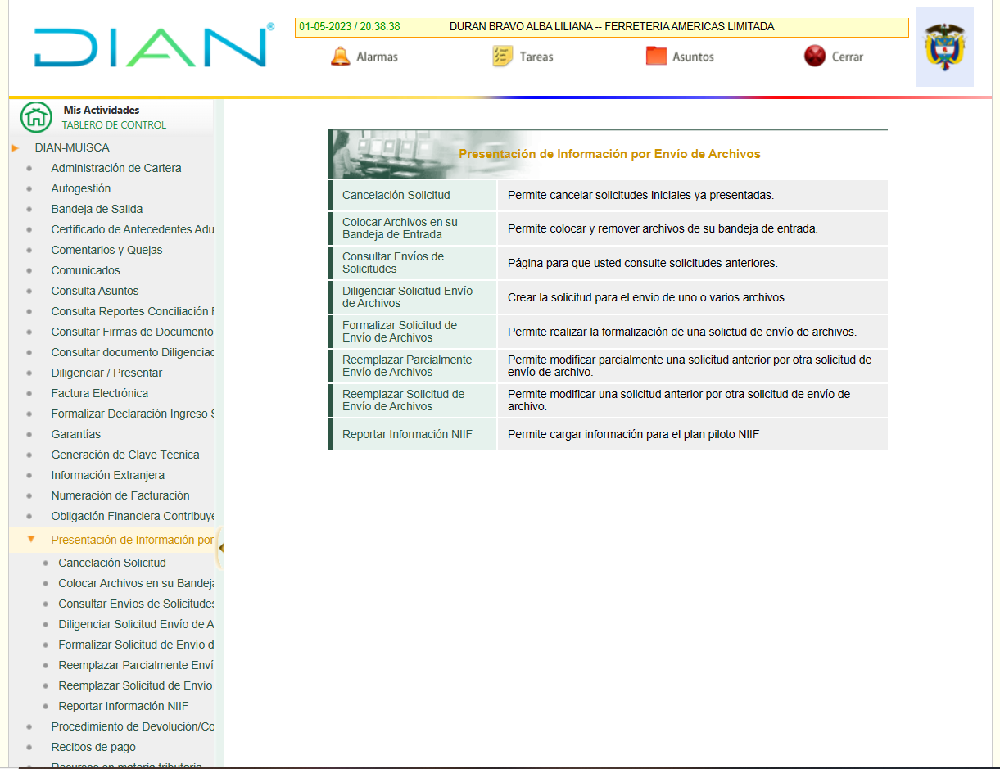 DIAN®
01-05-2023 / 20:38:38 DURAN BRAVO ALBA LILIANA -- FERRETERIA AMERICAS LIMITADA
Alarmas Tareas Asuntos Cerrar
Mis Actividades
TABLERO DE CONTROL
DIAN-MUISCA
Administración de Cartera
Autogestión
Bandeja de Salida
Certificado de Antecedentes Adu
Comentarios y Quejas
Comunicados
Consulta Asuntos
Consulta Reportes Conciliación
Consultar Firmas de Documento
Consultar documento Diligenciad
Diligenciar / Presentar
Factura Electrónica
Formalizar Declaración Ingreso
Garantías
Generación de Clave Técnica
Información Extranjera
Numeración de Facturación
Obligación Financiera Contribuye
Presentación de Información por
Cancelación Solicitud
Colocar Archivos en su Bandeja
Consultar Envíos de Solicitudes
Diligenciar Solicitud Envío de A
Formalizar Solicitud de Envío d
Reemplazar Parcialmente Enví
Reemplazar Solicitud de Envío
Reportar Información NIIF
Procedimiento de Devolución/Co
Recibos de pago
Recursos en materia tributaria
Presentación de Información por Envío de Archivos
Cancelación Solicitud
Permite cancelar solicitudes iniciales ya presentadas.
Colocar Archivos en su
Bandeja de Entrada
Permite colocar y remover archivos de su bandeja de entrada.
Consultar Envíos de
Solicitudes
Página para que usted consulte solicitudes anteriores.
Diligenciar Solicitud Envío
de Archivos
Crear la solicitud para el envio de uno o varios archivos.
Formalizar Solicitud de
Envío de Archivos
Permite realizar la formalización de una solictud de envío de archivos.
Reemplazar Parcialmente
Envío de Archivos
Permite modificar parcialmente una solicitud anterior por otra solicitud de
envío de archivo.
Reemplazar Solicitud de
Envío de Archivos
Permite modificar una solicitud anterior por otra solicitud de envío de
archivo.
Reportar Información NIIF
Permite cargar información para el plan piloto NIIF